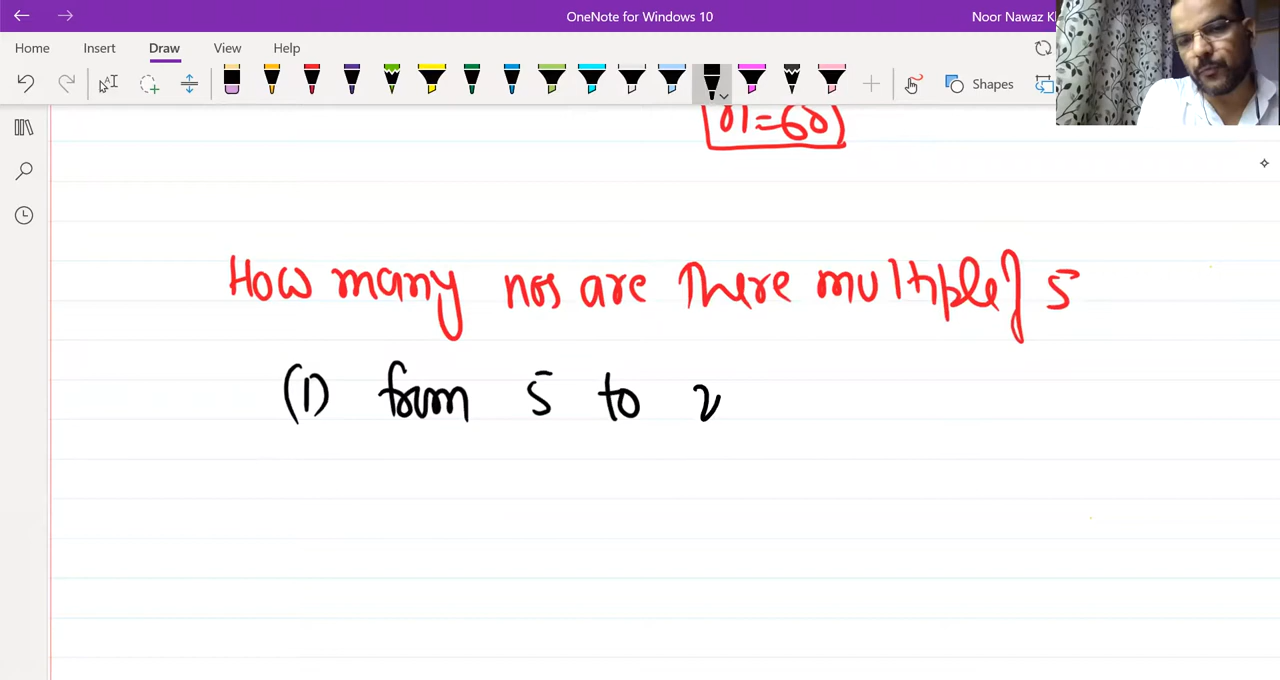 OneNote for Windows 10
Noor Nawaz K
Home Insert Draw View Help
Shapes
How many nos are there multiple of 5
(1) from 5 to 2